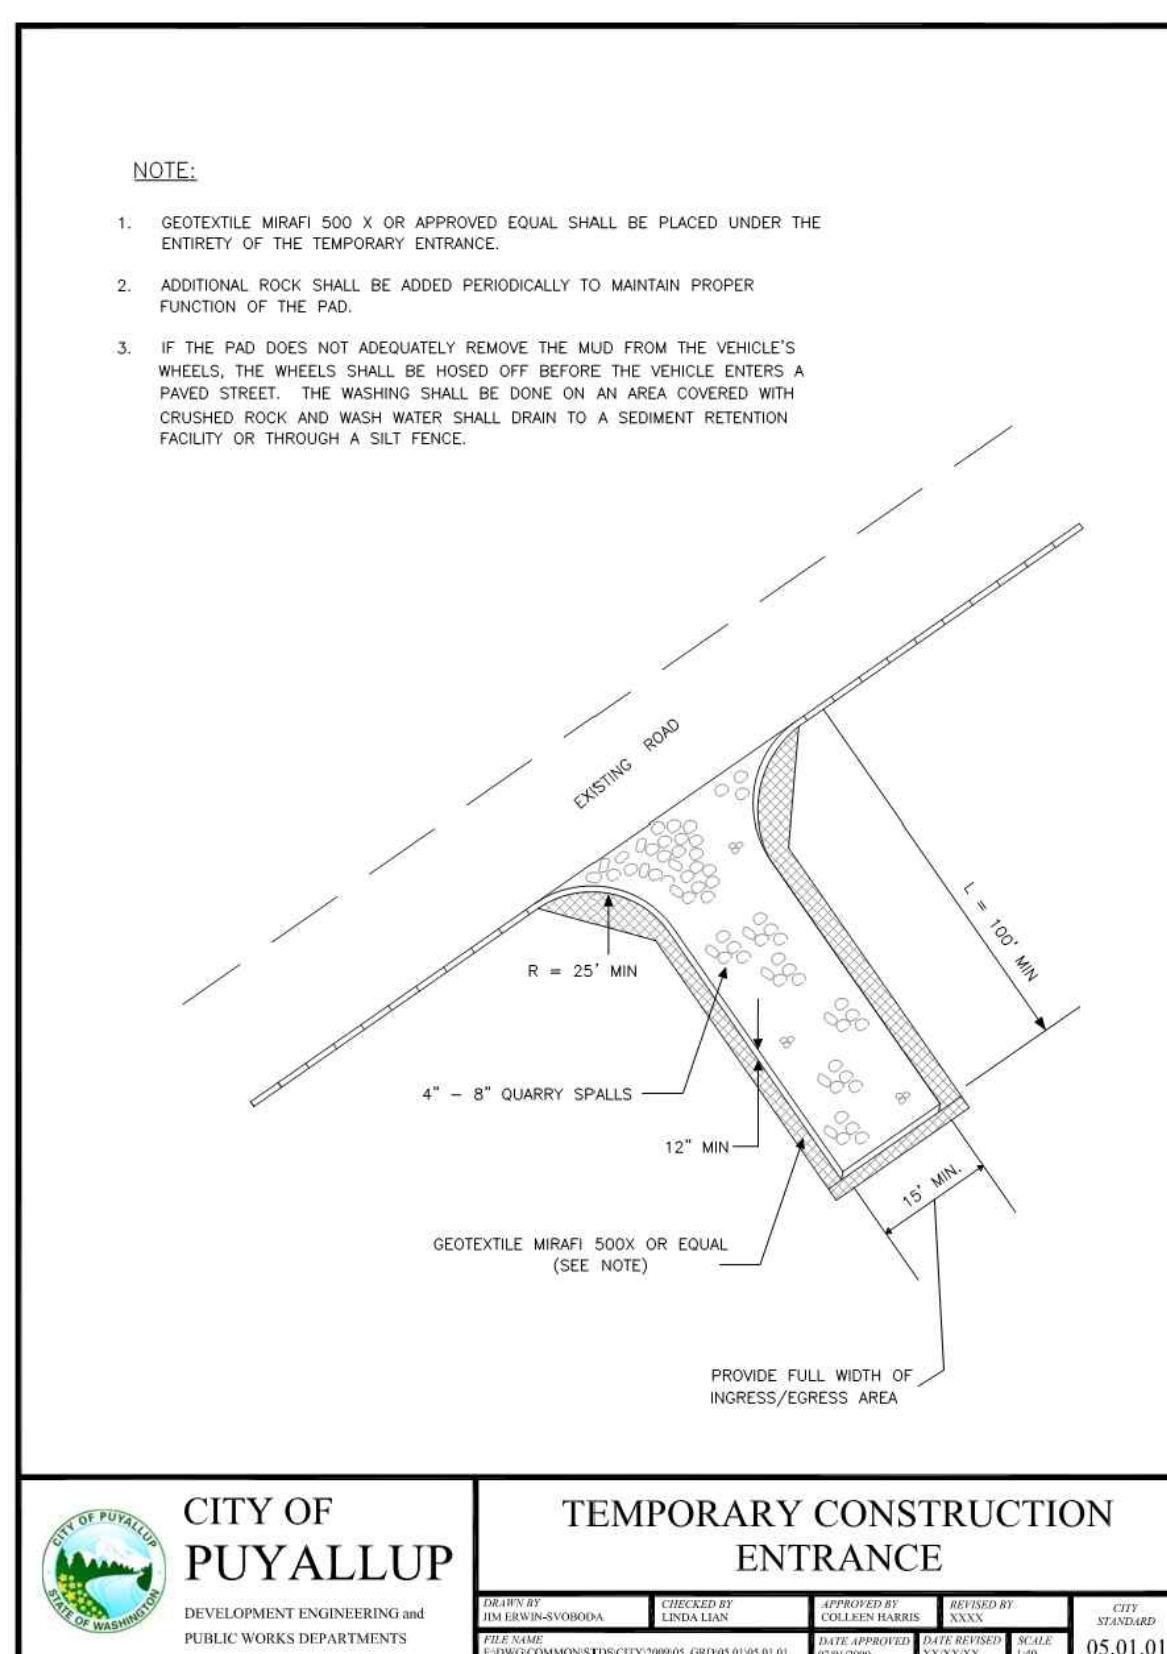 NOTE:
1. GEOTEXTILE MIRAFI 500 X OR APPROVED EQUAL SHALL BE PLACED UNDER THE
ENTIRETY OF THE TEMPORARY ENTRANCE.
2. ADDITIONAL ROCK SHALL BE ADDED PERIODICALLY TO MAINTAIN PROPER
FUNCTION OF THE PAD.
3. IF THE PAD DOES NOT ADEQUATELY REMOVE THE MUD FROM THE VEHICLE'S
WHEELS, THE WHEELS SHALL BE HOSED OFF BEFORE THE VEHICLE ENTERS A
PAVED STREET. THE WASHING SHALL BE DONE ON AN AREA COVERED WITH
CRUSHED ROCK AND WASH WATER SHALL DRAIN TO A SEDIMENT RETENTION
FACILITY OR THROUGH A SILT FENCE.
EXISTING ROAD
L = 100' MIN
R = 25' MIN
4" – 8" QUARRY SPALLS
12" MIN
15' MIN.
GEOTEXTILE MIRAFI 500X OR EQUAL
(SEE NOTE)
PROVIDE FULL WIDTH OF
INGRESS/EGRESS AREA
CITY OF PUYALLUP
STATE OF WASHINGTON
CITY OF
PUYALLUP
DEVELOPMENT ENGINEERING and
PUBLIC WORKS DEPARTMENTS
TEMPORARY CONSTRUCTION
ENTRANCE
DRAWN BY
JIM ERWIN-SVOBODA
CHECKED BY
LINDA LIAN
APPROVED BY
COLLEEN HARRIS
REVISED BY
XXXX
CITY
STANDARD
05.01.01
FILE NAME
DATE APPROVED
DATE REVISED
SCALE